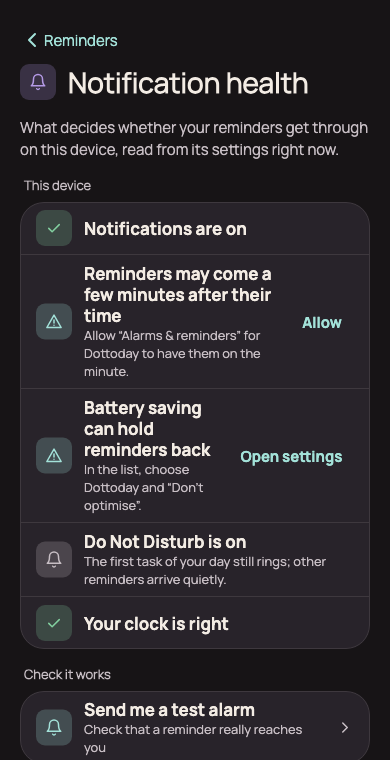 Reminders
Notification health
What decides whether your reminders get through
on this device, read from its settings right now.
This device
Notifications are on
Reminders may come a
few minutes after their
time
Allow “Alarms & reminders” for
Dottoday to have them on the
minute.
Allow
Battery saving
can hold
reminders back
In the list, choose
Dottoday and “Don’t
optimise”.
Open settings
Do Not Disturb is on
The first task of your day still rings; other
reminders arrive quietly.
Your clock is right
Check it works
Send me a test alarm
Check that a reminder really reaches
you